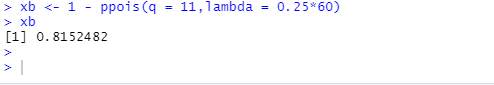 > xb <- 1 - ppois(q = 11,lambda = 0.25*60)
> xb
[1] 0.8152482
>
>